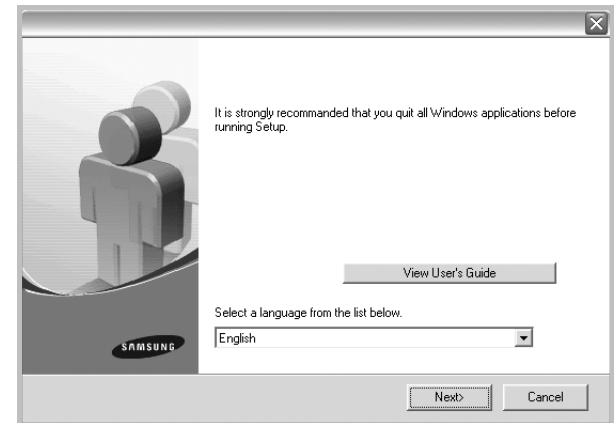 It is strongly recommanded that you quit all Windows applications before
running Setup.
View User's Guide
Select a language from the list below.
English
SAMSUNG
Next>
Cancel